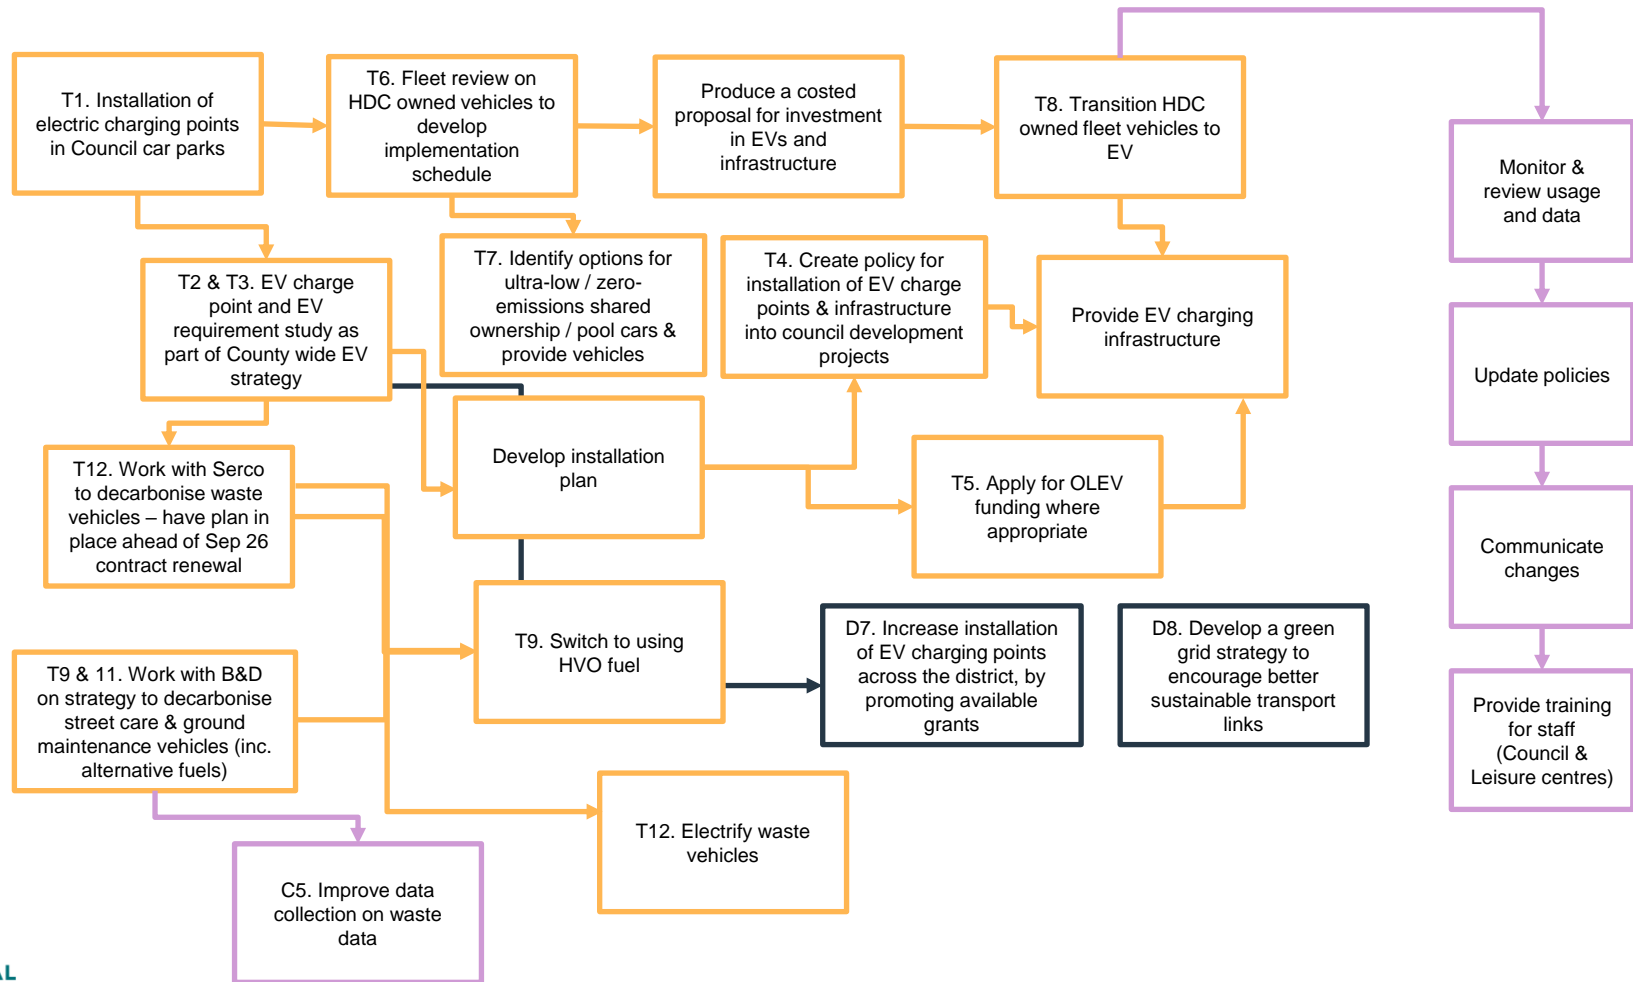 T1. Installation of
electric charging points
in Council car parks
T6. Fleet review on
HDC owned vehicles to
develop
implementation
schedule
Produce a costed
proposal for investment
in EVs and
infrastructure
T8. Transition HDC
owned fleet vehicles to
EV
Monitor &
review usage
and data
T2 & T3. EV charge
point and EV
requirement study as
part of County wide EV
strategy
T7. Identify options for
ultra-low / zero-
emissions shared
ownership / pool cars &
provide vehicles
T4. Create policy for
installation of EV charge
points & infrastructure
into council development
projects
Provide EV charging
infrastructure
Update policies
T12. Work with Serco
to decarbonise waste
vehicles – have plan in
place ahead of Sep 26
contract renewal
Develop installation
plan
T5. Apply for OLEV
funding where
appropriate
Communicate
changes
T9 & 11. Work with B&D
on strategy to decarbonise
street care & ground
maintenance vehicles (inc.
alternative fuels)
T9. Switch to using
HVO fuel
D7. Increase installation
of EV charging points
across the district, by
promoting available
grants
D8. Develop a green
grid strategy to
encourage better
sustainable transport
links
Provide training
for staff
(Council &
Leisure centres)
T12. Electrify waste
vehicles
C5. Improve data
collection on waste
data
AL